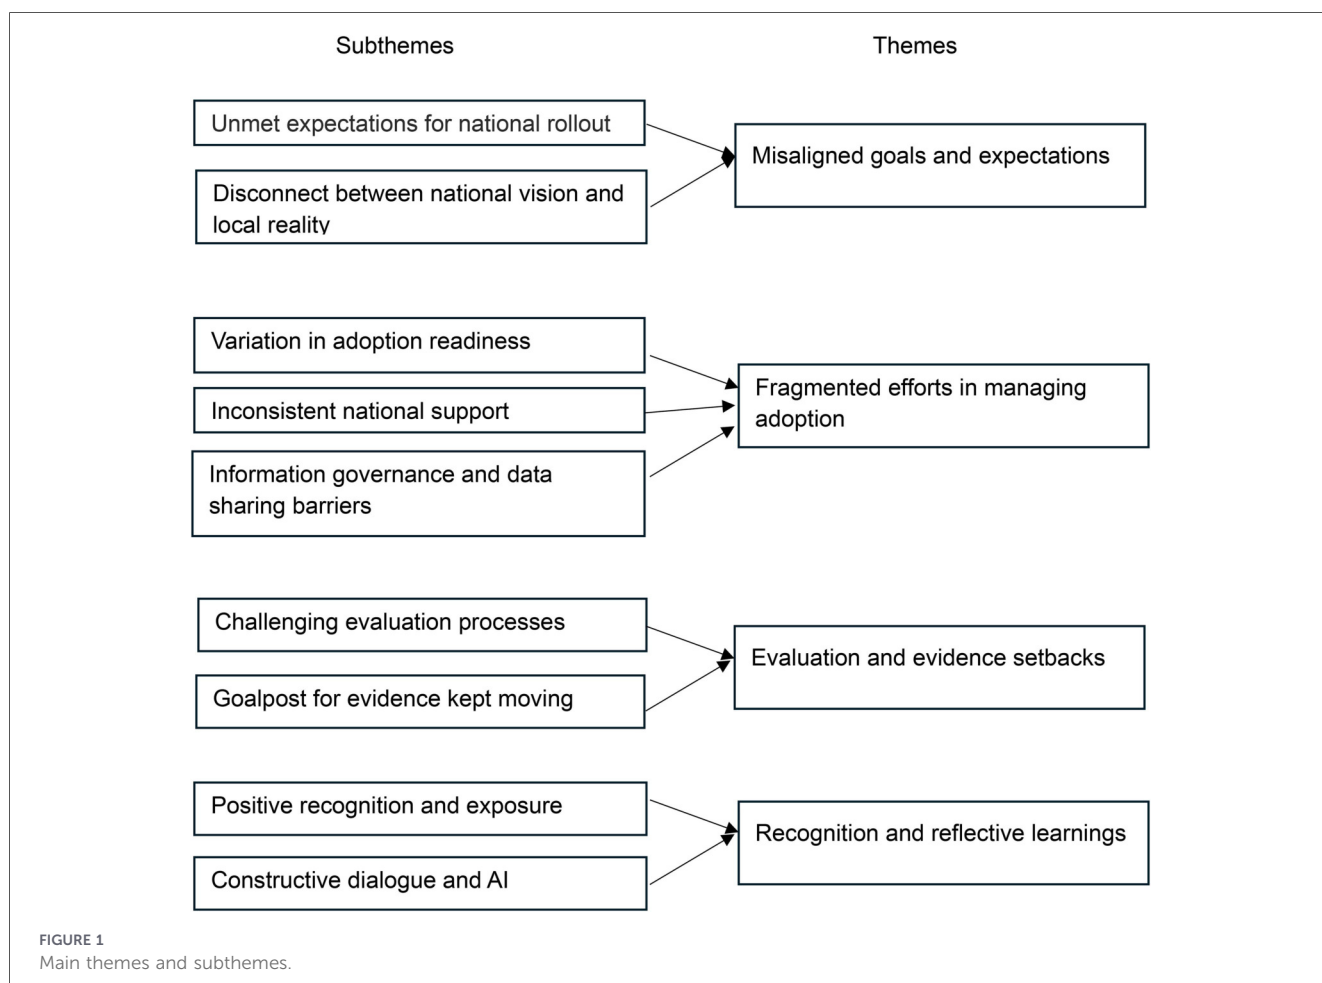 Subthemes
Themes
Unmet expectations for national rollout
Disconnect between national vision and
local reality
Misaligned goals and expectations
Variation in adoption readiness
Inconsistent national support
Information governance and data
sharing barriers
Fragmented efforts in managing
adoption
Challenging evaluation processes
Goalpost for evidence kept moving
Evaluation and evidence setbacks
Positive recognition and exposure
Constructive dialogue and AI
Recognition and reflective learnings
FIGURE 1
Main themes and subthemes.